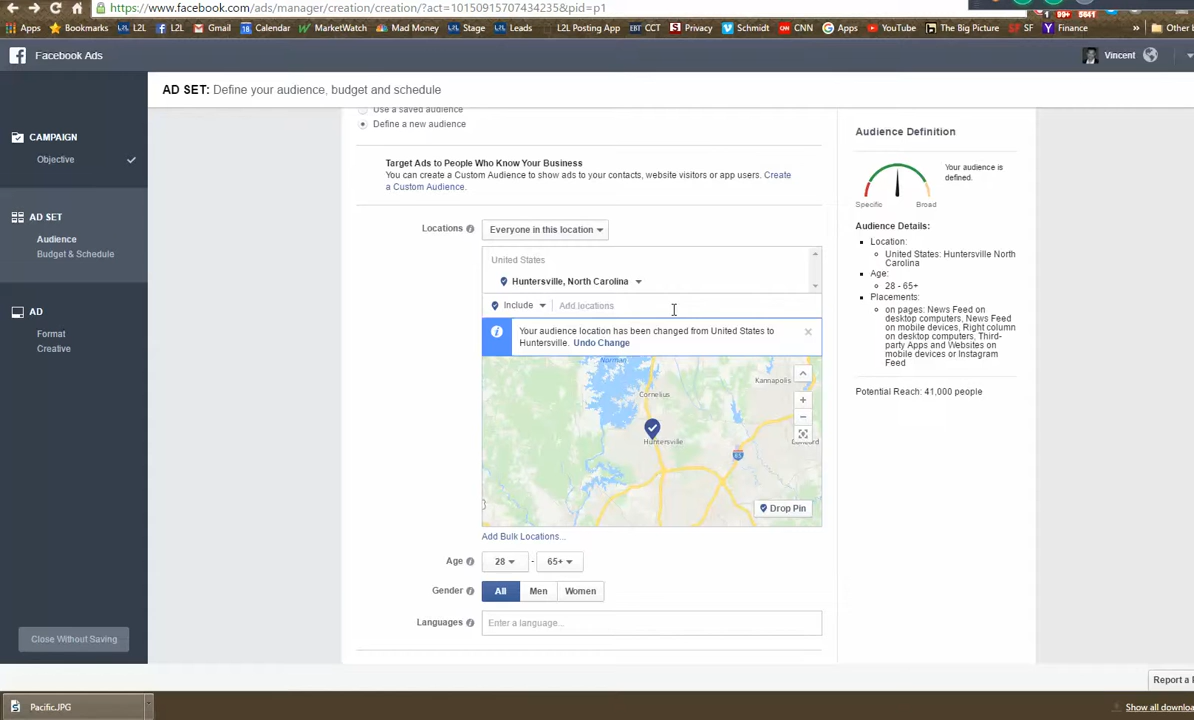 https://www.facebook.com/ads/manager/creation/creation/?act=10150915707434235&pid=p1
Apps Bookmarks L2L L2L Gmail Calendar MarketWatch Mad Money Stage Leads L2L Posting App EBT CCT Privacy Schmidt CNN Apps YouTube The Big Picture SF Finance » Other
Facebook Ads
Vincent
AD SET: Define your audience, budget and schedule
CAMPAIGN
Objective
AD SET
Audience
Budget & Schedule
AD
Format
Creative
Close Without Saving
Use a saved audience
Define a new audience
Target Ads to People Who Know Your Business
You can create a Custom Audience to show ads to your contacts, website visitors or app users. Create
a Custom Audience.
Locations
Everyone in this location
United States
Huntersville, North Carolina
Include
Add locations
Your audience location has been changed from United States to
Huntersville. Undo Change
Norman
Kannapolis
Cornelius
Huntersville
Concord
85
Drop Pin
Add Bulk Locations...
Age 28 - 65+
Gender All Men Women
Languages Enter a language...
Audience Definition
Your audience is
defined.
Specific Broad
Audience Details:
Location:
United States: Huntersville North
Carolina
Age:
28 - 65+
Placements:
on pages: News Feed on
desktop computers, News Feed
on mobile devices, Right column
on desktop computers, Third-
party Apps and Websites on
mobile devices or Instagram
Feed
Potential Reach: 41,000 people
Report a
Pacific.JPG
Show all downloa